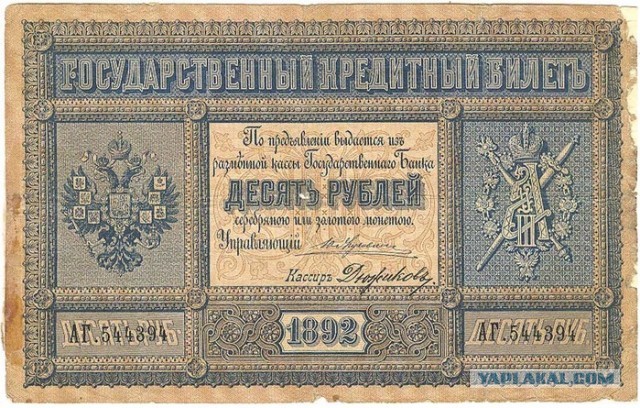 ГОСУДАРСТВЕННЫЙ КРЕДИТНЫЙ БИЛЕТЪ
По предъявленіи выдается изъ
размѣнной кассы Государственнаго Банка
ДЕСЯТЬ РУБЛЕЙ
серебряною или золотою монетою.
Управляющій
Кассиръ
АГ.544394
1892
АГ.544394
YAPLAKAL.COM